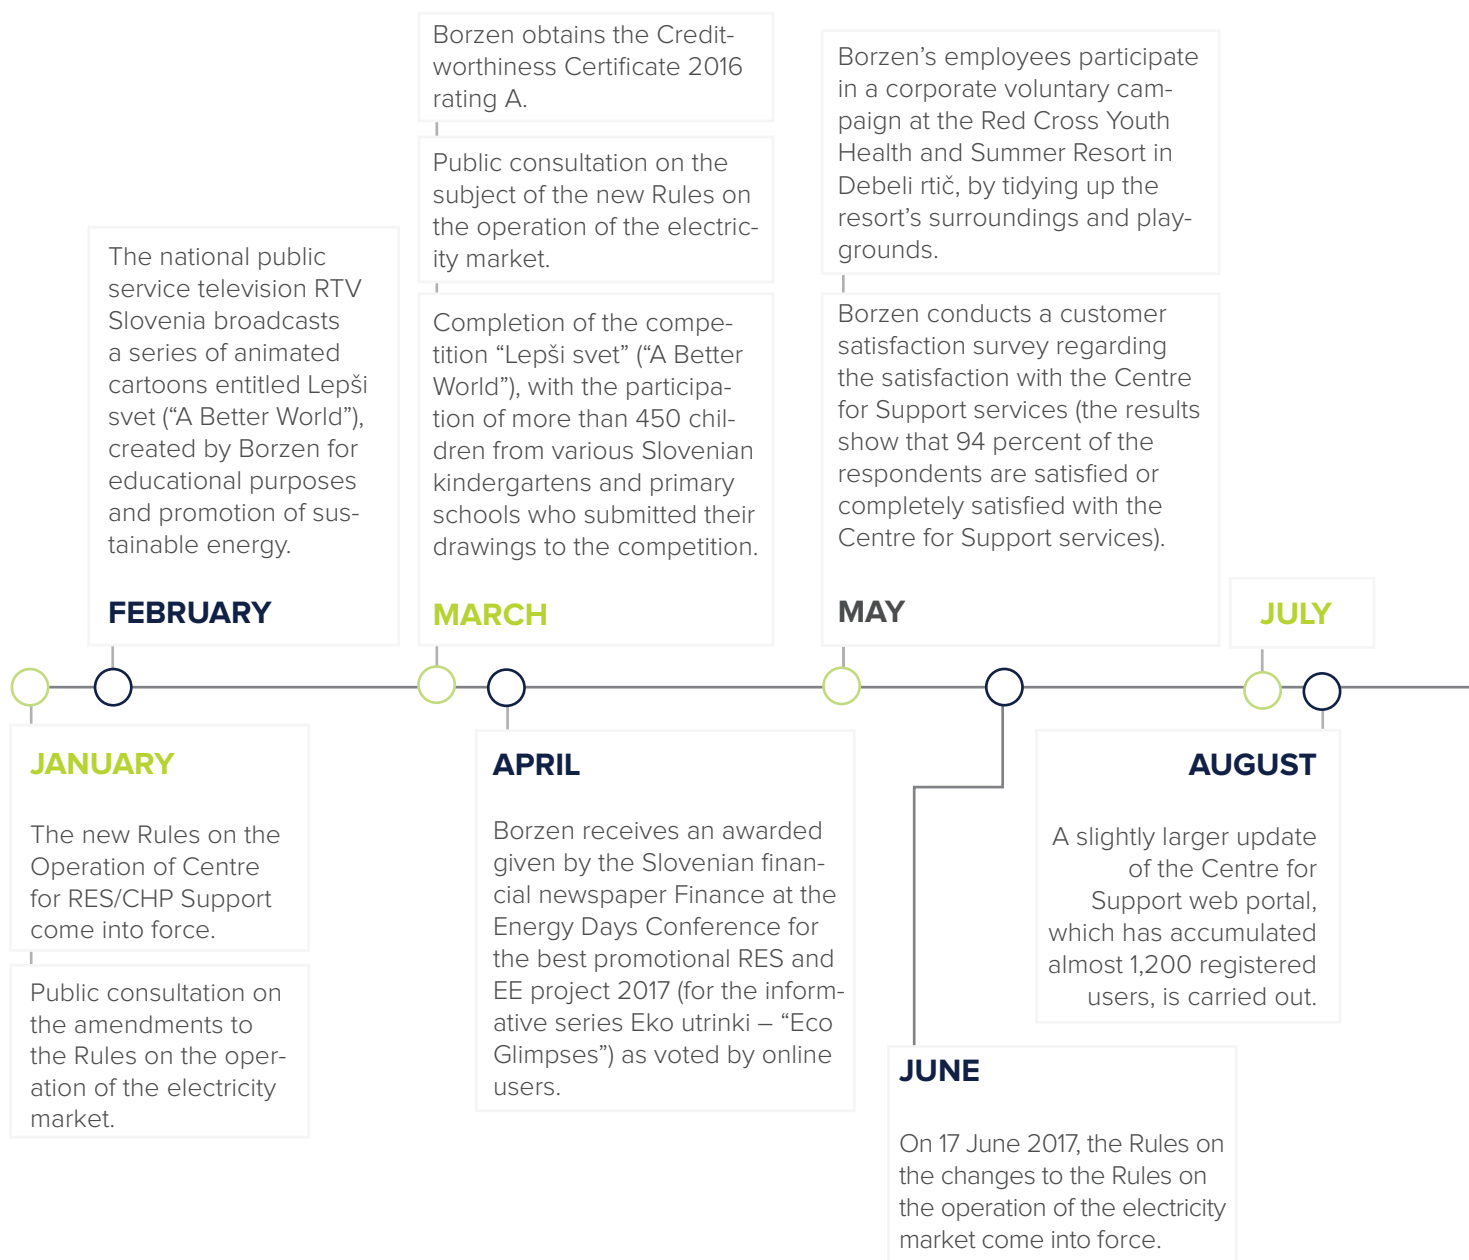 The national public
service television RTV
Slovenia broadcasts
a series of animated
cartoons entitled Lepši
svet (“A Better World”),
created by Borzen for
educational purposes
and promotion of sus-
tainable energy.
FEBRUARY
Borzen obtains the Credit-
worthiness Certificate 2016
rating A.
Public consultation on the
subject of the new Rules on
the operation of the electric-
ity market.
Completion of the compe-
tition “Lepši svet” (“A Better
World”), with the participa-
tion of more than 450 chil-
dren from various Slovenian
kindergartens and primary
schools who submitted their
drawings to the competition.
MARCH
Borzen’s employees participate
in a corporate voluntary cam-
paign at the Red Cross Youth
Health and Summer Resort in
Debeli rtič, by tidying up the
resort’s surroundings and play-
grounds.
Borzen conducts a customer
satisfaction survey regarding
the satisfaction with the Centre
for Support services (the results
show that 94 percent of the
respondents are satisfied or
completely satisfied with the
Centre for Support services).
MAY
JULY
JANUARY
The new Rules on the
Operation of Centre
for RES/CHP Support
come into force.
Public consultation on
the amendments to
the Rules on the oper-
ation of the electricity
market.
APRIL
Borzen receives an awarded
given by the Slovenian finan-
cial newspaper Finance at the
Energy Days Conference for
the best promotional RES and
EE project 2017 (for the inform-
ative series Eko utrinki – “Eco
Glimpses”) as voted by online
users.
JUNE
On 17 June 2017, the Rules on
the changes to the Rules on
the operation of the electricity
market come into force.
AUGUST
A slightly larger update
of the Centre for
Support web portal,
which has accumulated
almost 1,200 registered
users, is carried out.